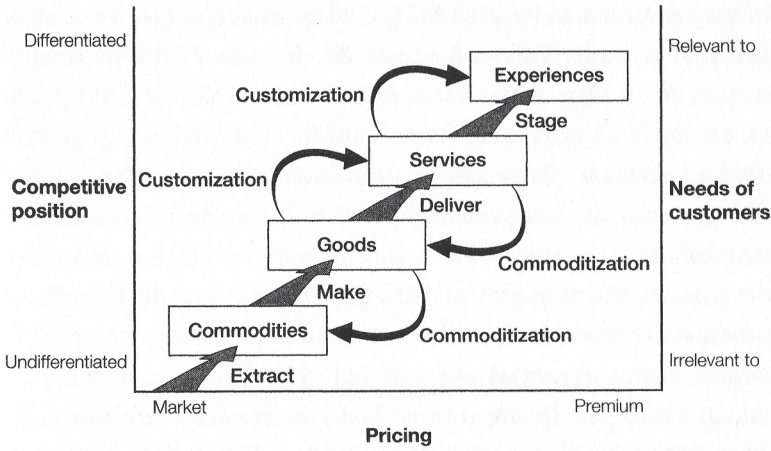 Differentiated
Relevant to
Experiences
Customization
Stage
Services
Customization
Competitive
position
Deliver
Needs of
customers
Goods
Commoditization
Make
Commodities
Commoditization
Undifferentiated
Extract
Irrelevant to
Market
Premium
Pricing